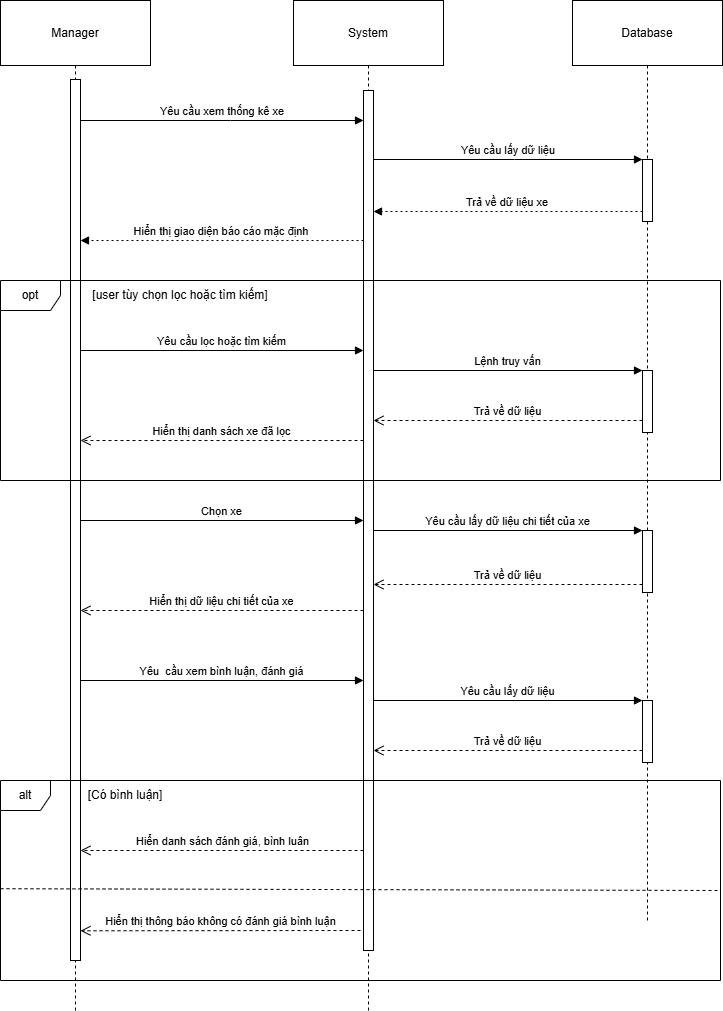 Manager
System
Database
Yêu cầu xem thống kê xe
Yêu cầu lấy dữ liệu
Trả về dữ liệu xe
Hiển thị giao diện báo cáo mặc định
opt
[user tùy chọn lọc hoặc tìm kiếm]
Yêu cầu lọc hoặc tìm kiếm
Lệnh truy vấn
Trả về dữ liệu
Hiển thị danh sách xe đã lọc
Chọn xe
Yêu cầu lấy dữ liệu chi tiết của xe
Trả về dữ liệu
Hiển thị dữ liệu chi tiết của xe
Yêu  cầu xem bình luận, đánh giá
Yêu cầu lấy dữ liệu
Trả về dữ liệu
alt
[Có bình luận]
Hiển danh sách đánh giá, bình luân
Hiển thị thông báo không có đánh giá bình luận